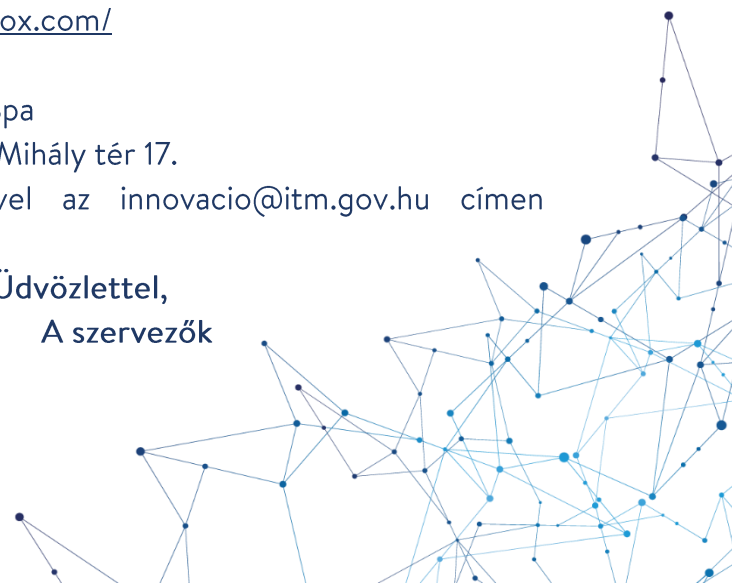 ox.com/
pa
Mihály tér 17.
vel az innovacio@itm.gov.hu címen
Üdvözlettel,
A szervezők